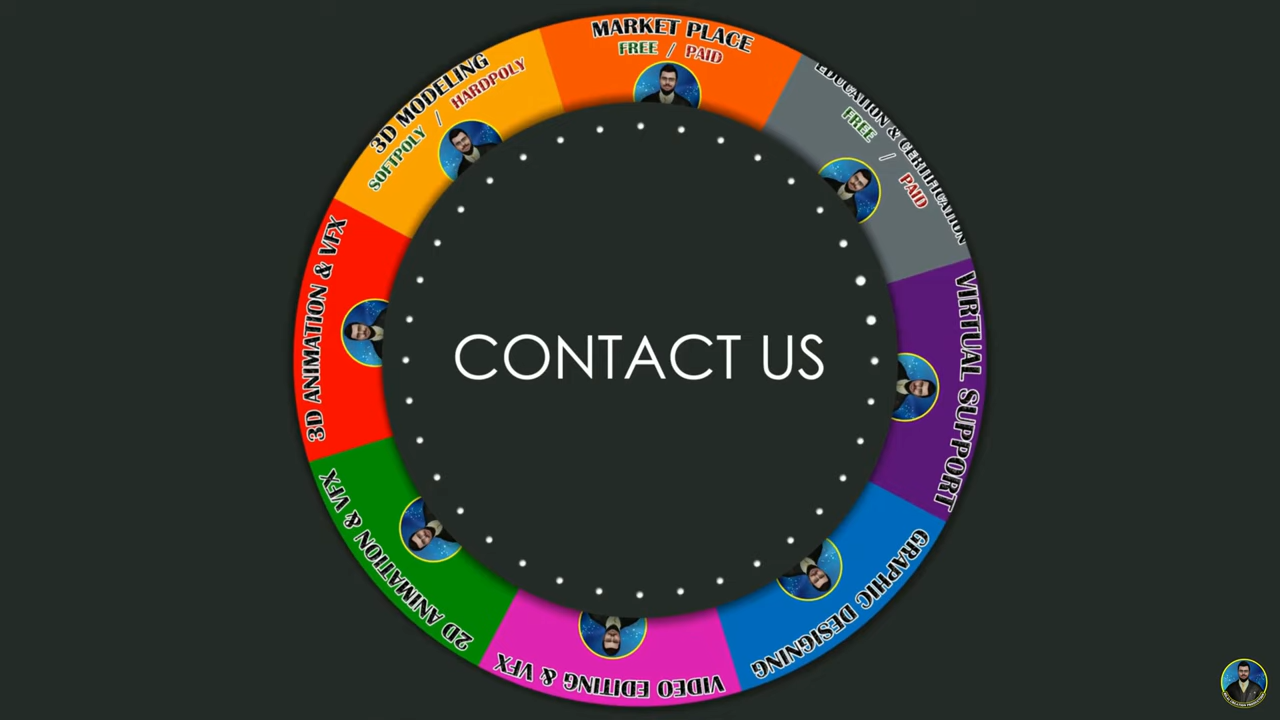 MARKET PLACE
FREE / PAID
EDUCATION & CERTIFICATION
FREE / PAID
VIRTUAL SUPPORT
GRAPHIC DESIGNING
VIDEO EDITING & VFX
2D ANIMATION & VFX
3D ANIMATION & VFX
3D MODELING
SOFTPOLY / HARDPOLY
CONTACT US